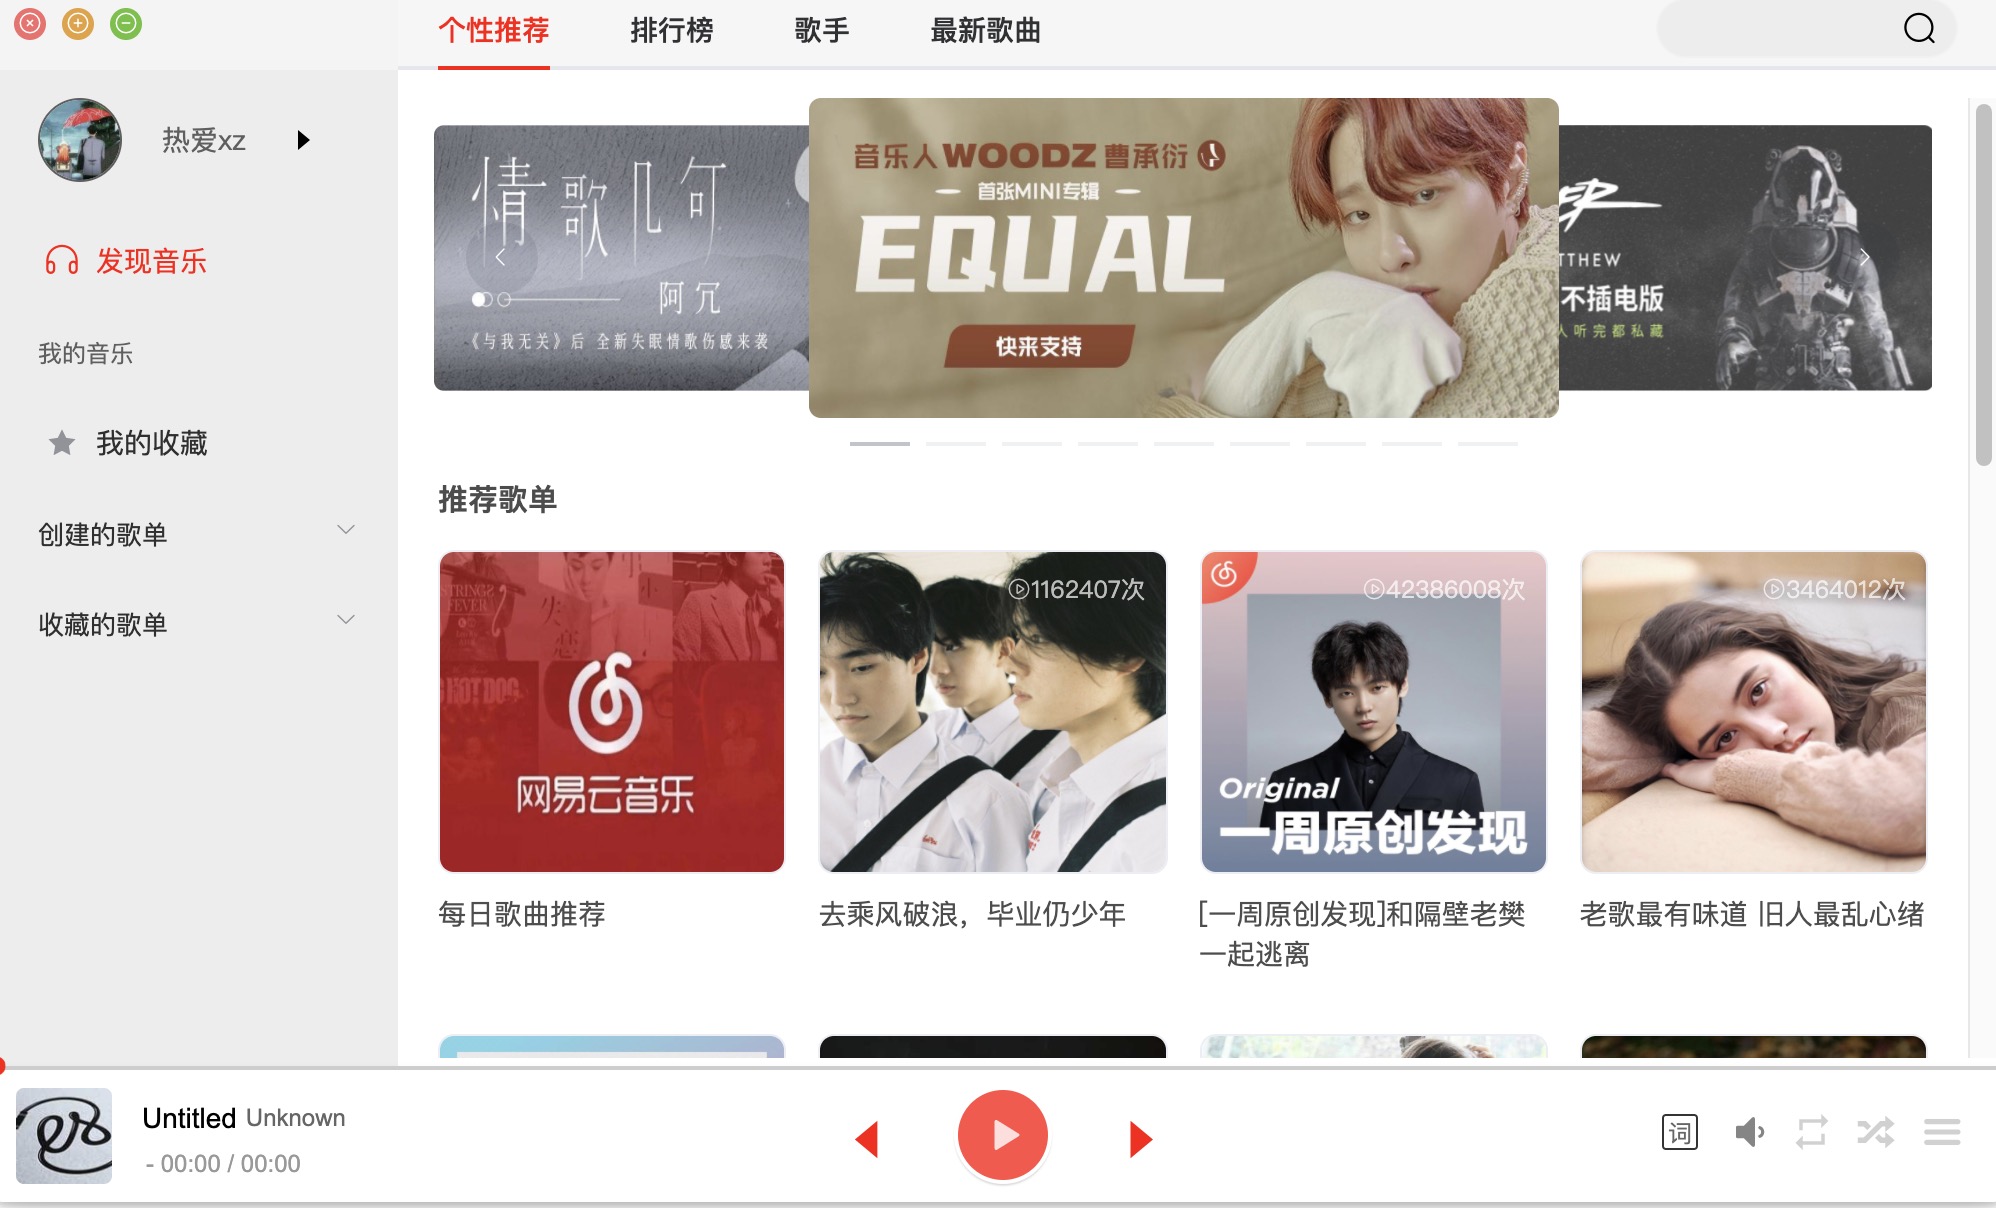 个性推荐 排行榜 歌手 最新歌曲
热爱xz
发现音乐
我的音乐
我的收藏
创建的歌单
收藏的歌单
情歌几句
阿冗
《与我无关》后 全新失眠情歌伤感来袭
音乐人WOODZ曹承衍
首张MINI专辑
EQUAL
快来支持
THEW
不插电版
人听完都私藏
推荐歌单
STRINGS
FEVER
HOT DOG
网易云音乐
每日歌曲推荐
1162407次
去乘风破浪，毕业仍少年
42386008次
Original
一周原创发现
[一周原创发现]和隔壁老樊
一起逃离
3464012次
老歌最有味道 旧人最乱心绪
Untitled Unknown
- 00:00 / 00:00
词